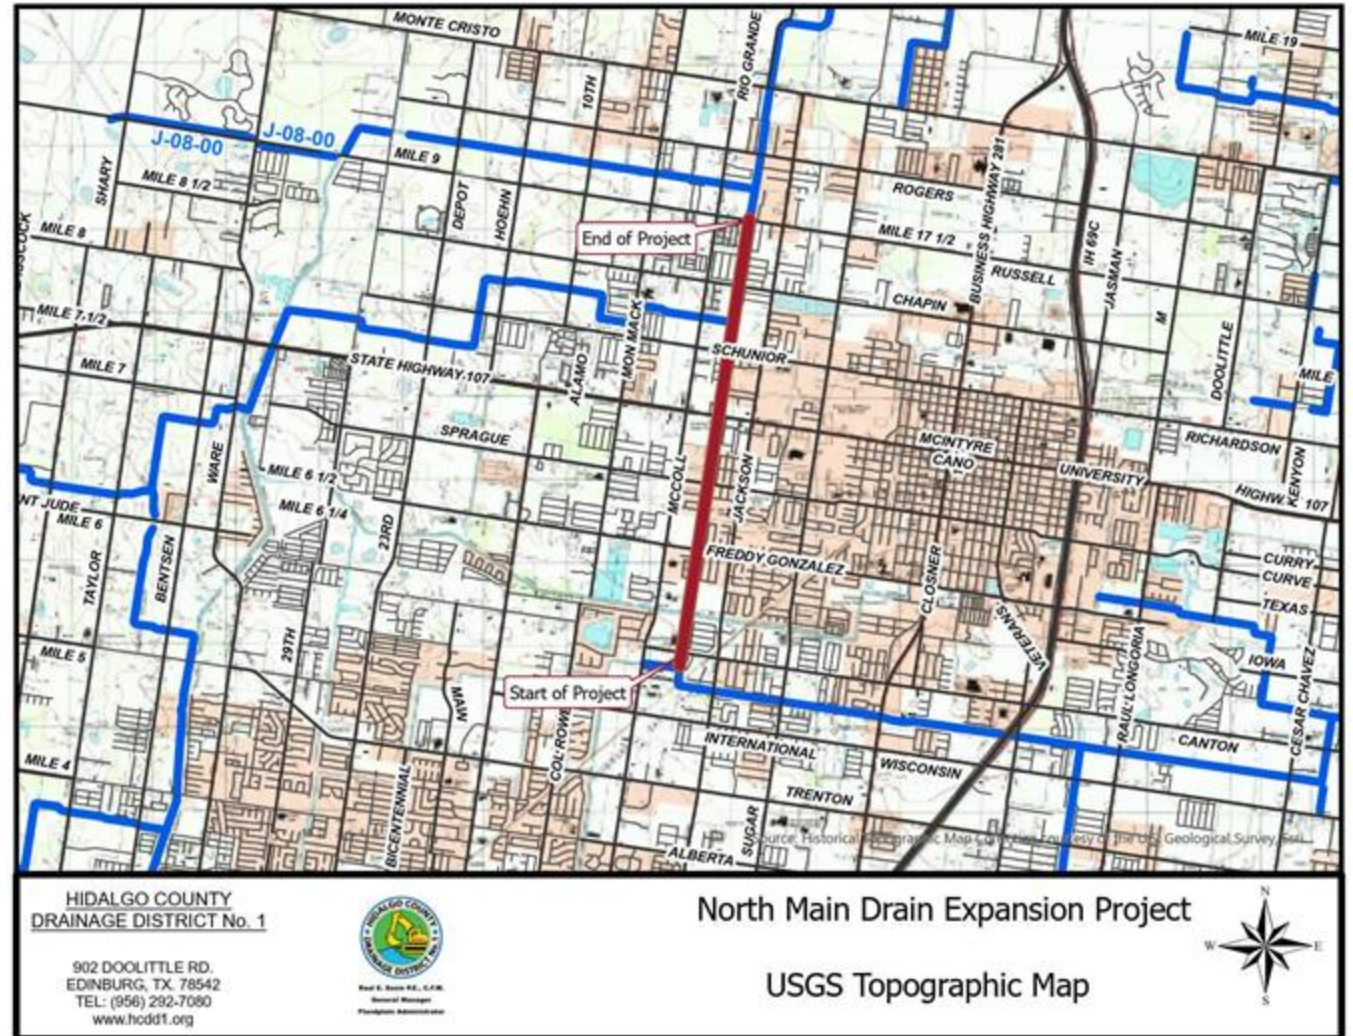 MONTE CRISTO
RIO GRANDE
MILE 19
10TH
J-08-00
J-08-00
MILE 9
SHARY
MILE 8 1/2
DEPOT
HOEHN
ROGERS
BUSINESS HIGHWAY 281
IH 69C
JASMAN
MILE 8
End of Project
MILE 17 1/2
RUSSELL
CHAPIN
MILE 7 1/2
MON MACK
M
DOOLITTLE
MILE 7
STATE HIGHWAY 107
ALAMO
SCHUNIOR
MILE
SPRAGUE
MCINTYRE
CANO
RICHARDSON
WARE
MILE 6 1/2
MCCOLL
JACKSON
UNIVERSITY
KENYON
HIGHW. 107
NT JUDE
MILE 6
MILE 6 1/4
23RD
TAYLOR
BENTSEN
FREDDY GONZALEZ
CLOSNER
CURRY
CURVE
TEXAS
29TH
VETERANS
RAUL LONGORIA
IOWA
CESAR CHAVEZ
MILE 5
MAIN
Start of Project
COL ROWE
INTERNATIONAL
WISCONSIN
CANTON
MILE 4
BICENTENNIAL
TRENTON
SUGAR
ALBERTA
HIDALGO COUNTY
DRAINAGE DISTRICT No. 1
902 DOOLITTLE RD.
EDINBURG, TX. 78542
TEL: (956) 292-7080
www.hcdd1.org
HIDALGO COUNTY
DRAINAGE DISTRICT No. 1
General Manager
Floodplain Administrator
North Main Drain Expansion Project
USGS Topographic Map
N
W
E
S